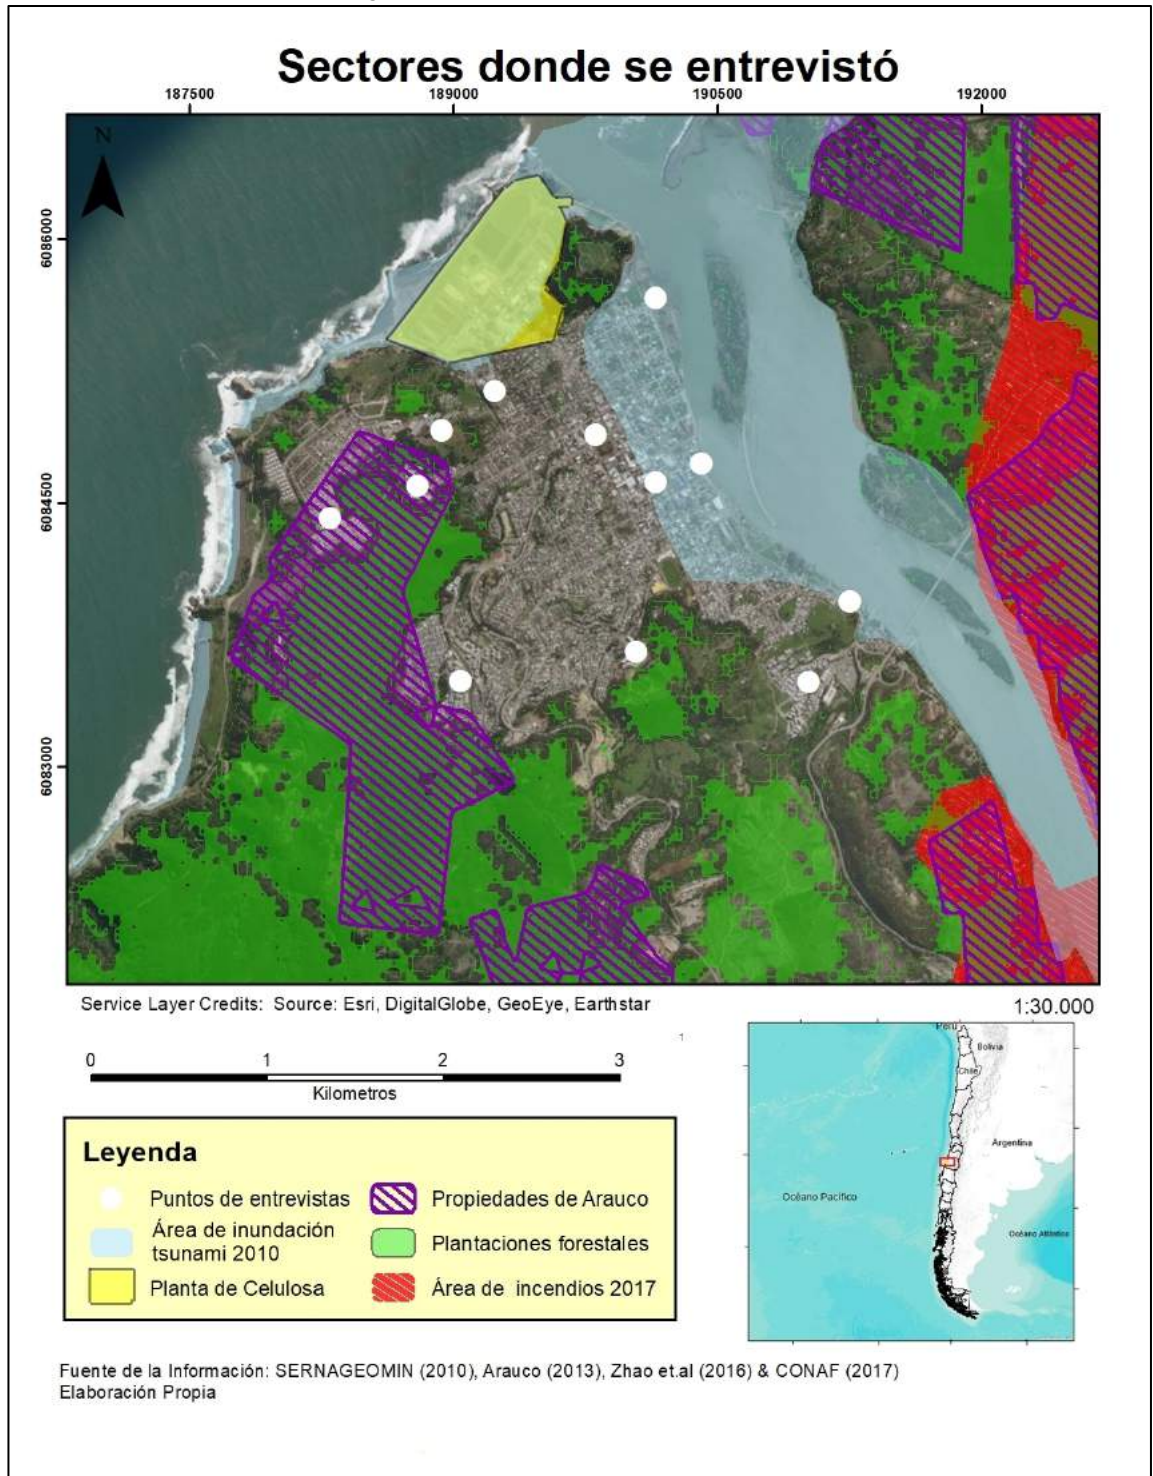 Sectores donde se entrevistó
187500 189000 190500 192000
N
6086000
6084500
6083000
Service Layer Credits: Source: Esri, DigitalGlobe, GeoEye, Earthstar
1:30.000
1
0 1 2 3
Kilometros
Leyenda
Puntos de entrevistas
Área de inundación
tsunami 2010
Planta de Celulosa
Propiedades de Arauco
Plantaciones forestales
Área de incendios 2017
Perú
Bolivia
Chile
Argentina
Océano Pacífico
Océano Atlántico
Fuente de la Información: SERNAGEOMIN (2010), Arauco (2013), Zhao et.al (2016) & CONAF (2017)
Elaboración Propia